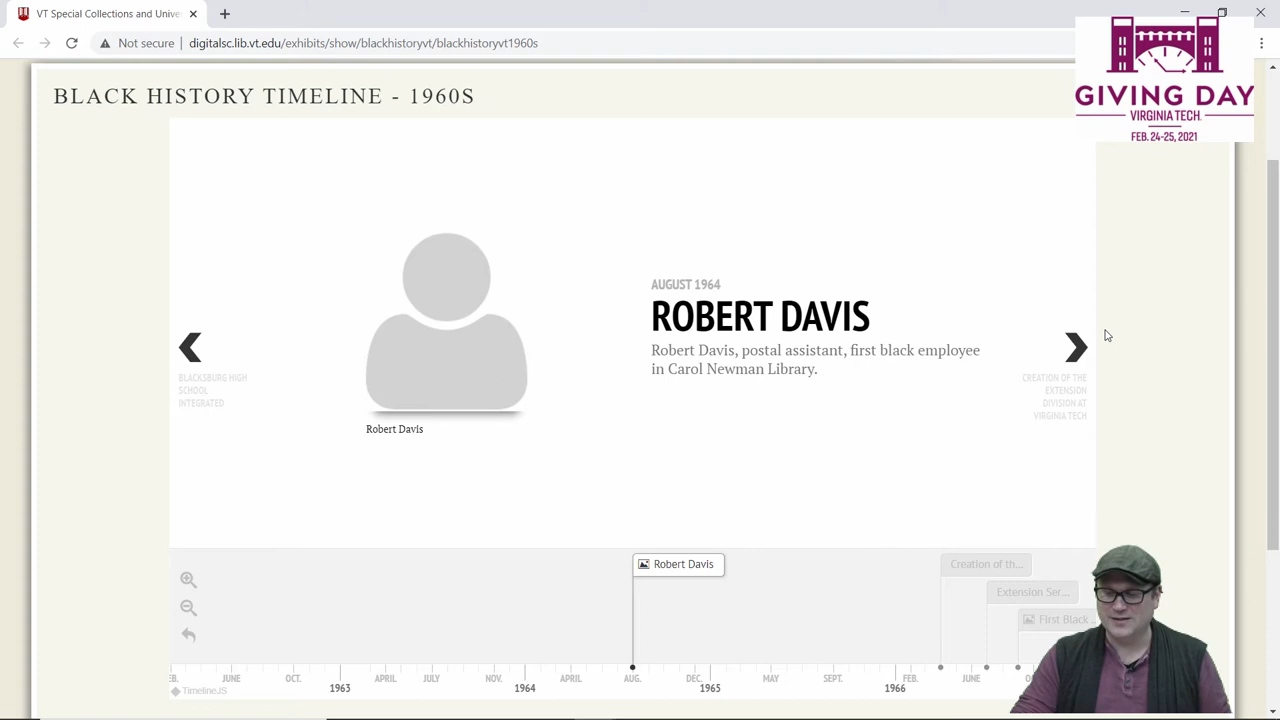 VT Special Collections and Unive
Not secure
digitalsc.lib.vt.edu/exhibits/show/blackhistoryvt/blackhistoryvt1960s
GIVING DAY
VIRGINIA TECH.
FEB. 24-25, 2021
BLACK HISTORY TIMELINE - 1960S
AUGUST 1964
ROBERT DAVIS
Robert Davis, postal assistant, first black employee
in Carol Newman Library.
BLACKSBURG HIGH
SCHOOL
INTEGRATED
CREATION OF THE
EXTENSION
DIVISION AT
VIRGINIA TECH
Robert Davis
Robert Davis
Creation of th...
Extension Ser...
First Black
EB. JUNE OCT. APRIL JULY NOV. APRIL AUG. DEC. MAY SEPT. FEB. JUNE O
1963 1964 1965 1966
TimelineJS